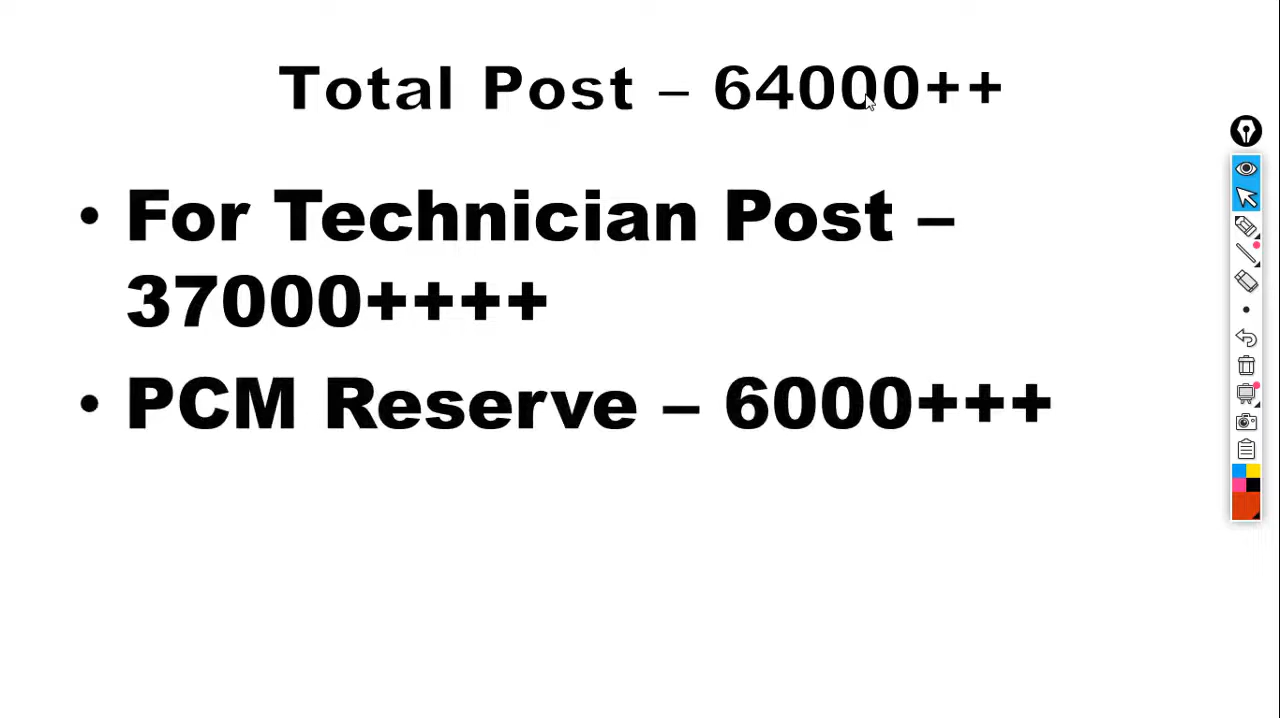 Total Post – 64000++
• For Technician Post –
37000++++
• PCM Reserve – 6000+++